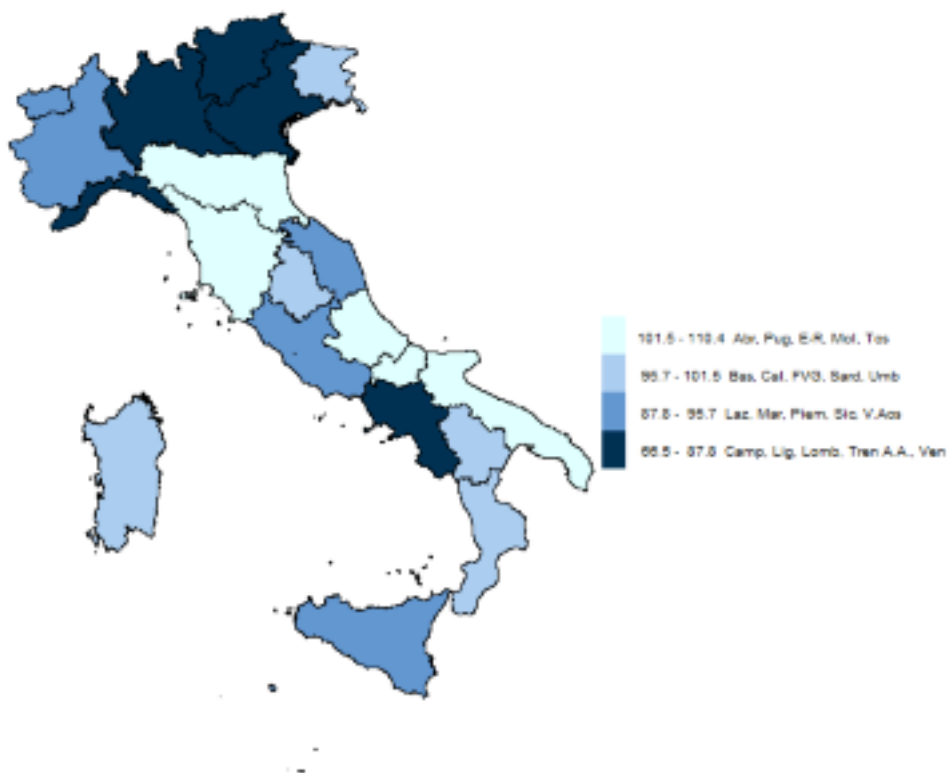 101.5 - 110.4 Abr, Pug, E-R, Mol, Tos
95.7 - 101.5 Bas, Cal, FVG, Sard, Umb
87.8 - 95.7 Laz, Mar, Piem, Sic, V.Aos
66.5 - 87.8 Camp, Lig, Lomb, Tren A.A., Ven